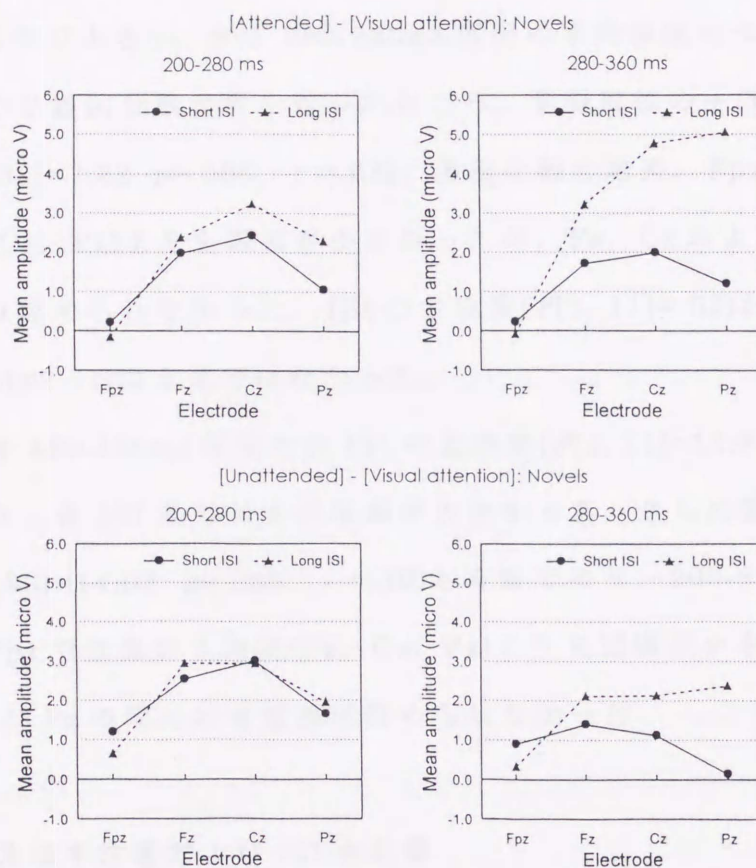 [Attended] - [Visual attention]: Novels
200-280 ms
Mean amplitude (micro V)
6.0
5.0
4.0
3.0
2.0
1.0
0.0
-1.0
Short ISI
Long ISI
Fpz
Fz
Cz
Pz
Electrode
280-360 ms
Mean amplitude (micro V)
6.0
5.0
4.0
3.0
2.0
1.0
0.0
-1.0
Short ISI
Long ISI
Fpz
Fz
Cz
Pz
Electrode
[Unattended] - [Visual attention]: Novels
200-280 ms
Mean amplitude (micro V)
6.0
5.0
4.0
3.0
2.0
1.0
0.0
-1.0
Short ISI
Long ISI
Fpz
Fz
Cz
Pz
Electrode
280-360 ms
Mean amplitude (micro V)
6.0
5.0
4.0
3.0
2.0
1.0
0.0
-1.0
Short ISI
Long ISI
Fpz
Fz
Cz
Pz
Electrode